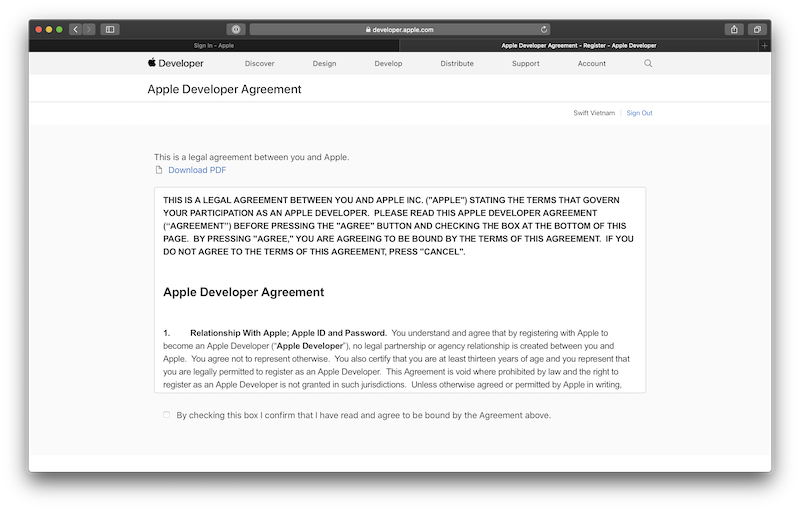 developer.apple.com
Sign In – Apple
Apple Developer Agreement - Register - Apple Developer
Developer
Discover
Design
Develop
Distribute
Support
Account
Apple Developer Agreement
Swift Vietnam
Sign Out
This is a legal agreement between you and Apple.
Download PDF
THIS IS A LEGAL AGREEMENT BETWEEN YOU AND APPLE INC. ("APPLE") STATING THE TERMS THAT GOVERN
YOUR PARTICIPATION AS AN APPLE DEVELOPER.  PLEASE READ THIS APPLE DEVELOPER AGREEMENT
("AGREEMENT") BEFORE PRESSING THE "AGREE" BUTTON AND CHECKING THE BOX AT THE BOTTOM OF THIS
PAGE.  BY PRESSING "AGREE," YOU ARE AGREEING TO BE BOUND BY THE TERMS OF THIS AGREEMENT.  IF YOU
DO NOT AGREE TO THE TERMS OF THIS AGREEMENT, PRESS "CANCEL".
Apple Developer Agreement
1. Relationship With Apple; Apple ID and Password.  You understand and agree that by registering with Apple to
become an Apple Developer ("Apple Developer"), no legal partnership or agency relationship is created between you and
Apple.  You agree not to represent otherwise.  You also certify that you are at least thirteen years of age and you represent that
you are legally permitted to register as an Apple Developer.  This Agreement is void where prohibited by law and the right to
register as an Apple Developer is not granted in such jurisdictions.  Unless otherwise agreed or permitted by Apple in writing,
By checking this box I confirm that I have read and agree to be bound by the Agreement above.